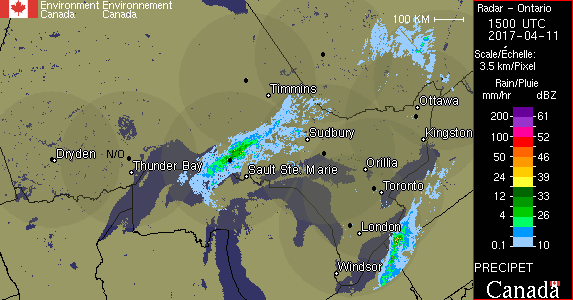 Environment Environnement
Canada Canada
100 KM
Radar - Ontario
1500 UTC
2017-04-11
Scale/Échelle:
3.5 km/Pixel
Rain/Pluie
mm/hr dBZ
200 61
100 52
50 46
24 39
12 33
4 26
0.1 10
PRECIPET
Canada
Timmins
Ottawa
Sudbury
Kingston
Dryden
N/O
Thunder Bay
Sault Ste. Marie
Orillia
Toronto
London
Windsor